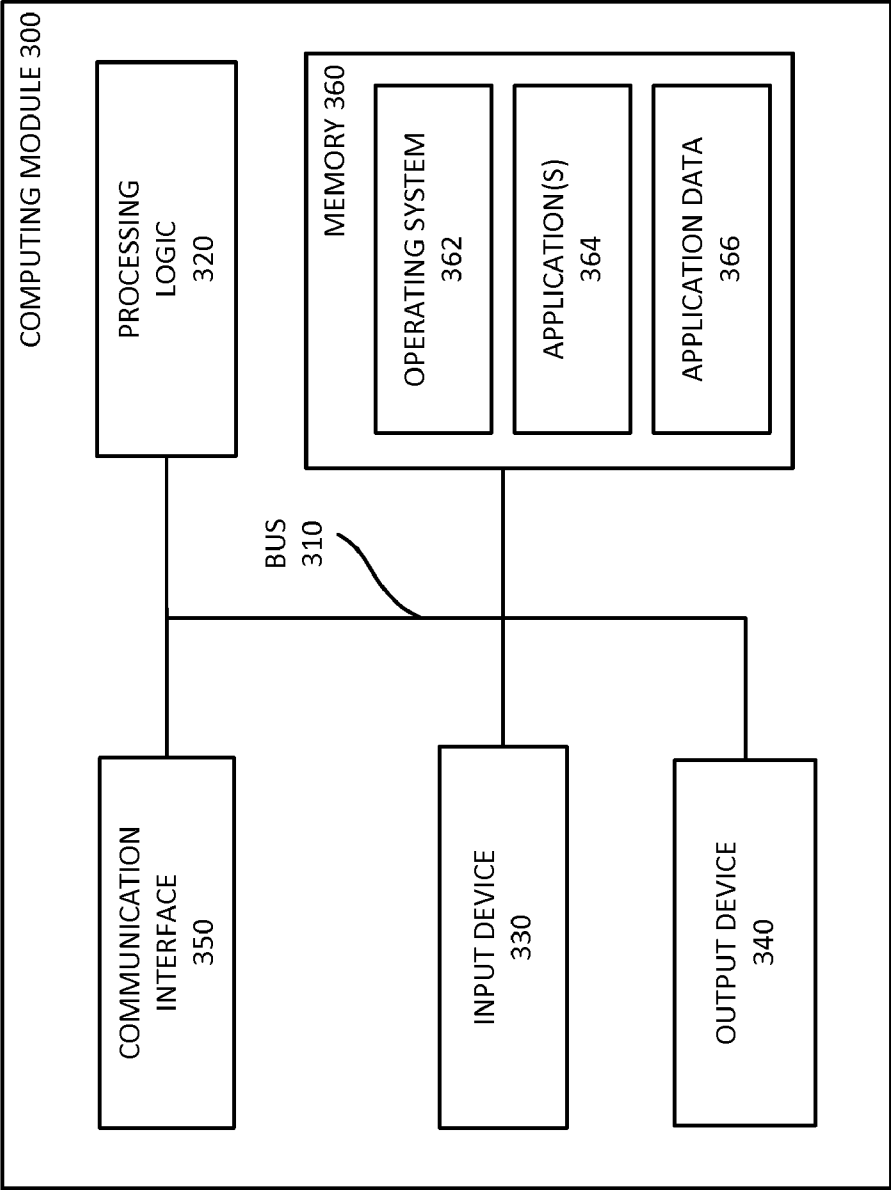 COMPUTING MODULE 300
COMMUNICATION
INTERFACE
350
PROCESSING
LOGIC
320
BUS
310
MEMORY 360
OPERATING SYSTEM
362
APPLICATION(S)
364
APPLICATION DATA
366
INPUT DEVICE
330
OUTPUT DEVICE
340